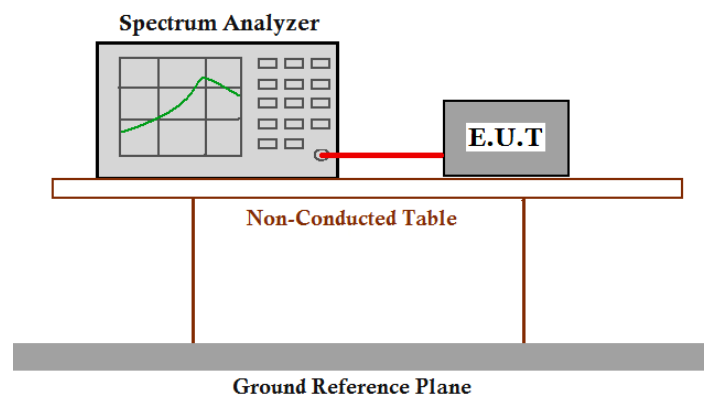 Spectrum Analyzer
E.U.T
Non-Conducted Table
Ground Reference Plane